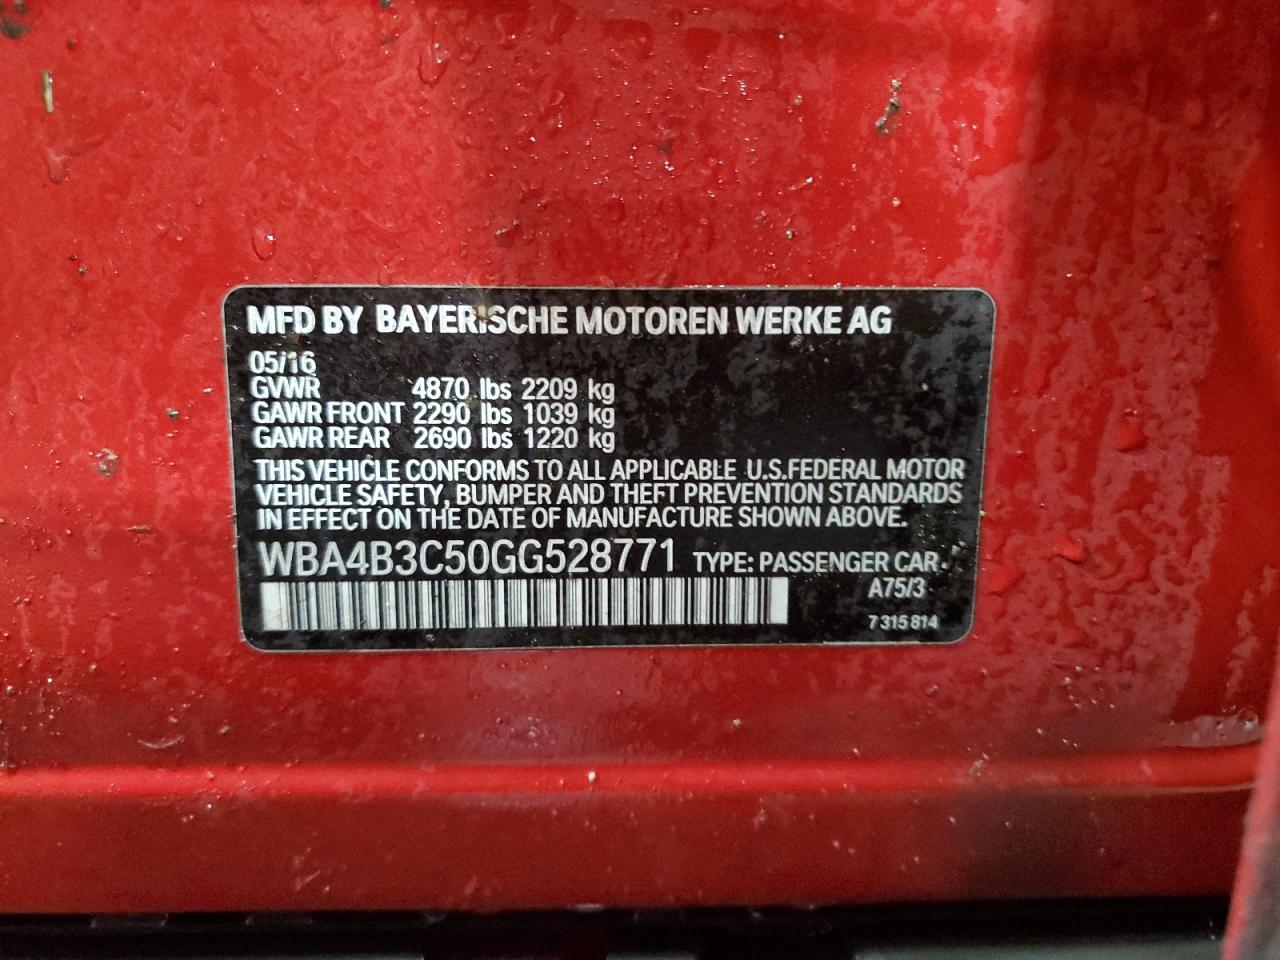 MFD BY BAYERISCHE MOTOREN WERKE AG
05/16
GVWR 4870 lbs 2209 kg
GAWR FRONT 2290 lbs 1039 kg
GAWR REAR 2690 lbs 1220 kg
THIS VEHICLE CONFORMS TO ALL APPLICABLE U.S.FEDERAL MOTOR
VEHICLE SAFETY, BUMPER AND THEFT PREVENTION STANDARDS
IN EFFECT ON THE DATE OF MANUFACTURE SHOWN ABOVE.
WBA4B3C50GG528771 TYPE: PASSENGER CAR
A75/3
7 315 814